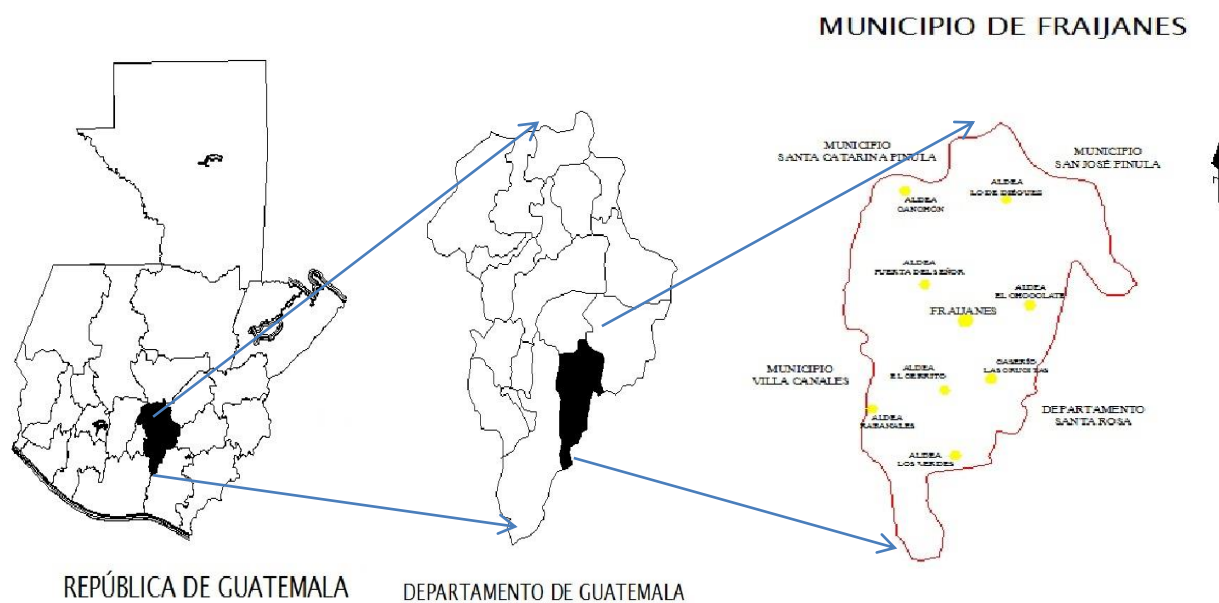 MUNICIPIO DE FRAIJANES
MUNICIPIO
SANTA CATARINA PINULA
MUNICIPIO
SAN JOSÉ PINULA
ALDEA
CANCHÓN
ALDEA
LO DE DIÉGUES
ALDEA
PUERTA DEL SEÑOR
ALDEA
EL CHOCOLATE
FRAIJANES
MUNICIPIO
VILLA CANALES
ALDEA
EL CERRITO
CASERÍO
LAS CRUCITAS
ALDEA
RABANALES
DEPARTAMENTO
SANTA ROSA
ALDEA
LOS VERDES
REPÚBLICA DE GUATEMALA
DEPARTAMENTO DE GUATEMALA